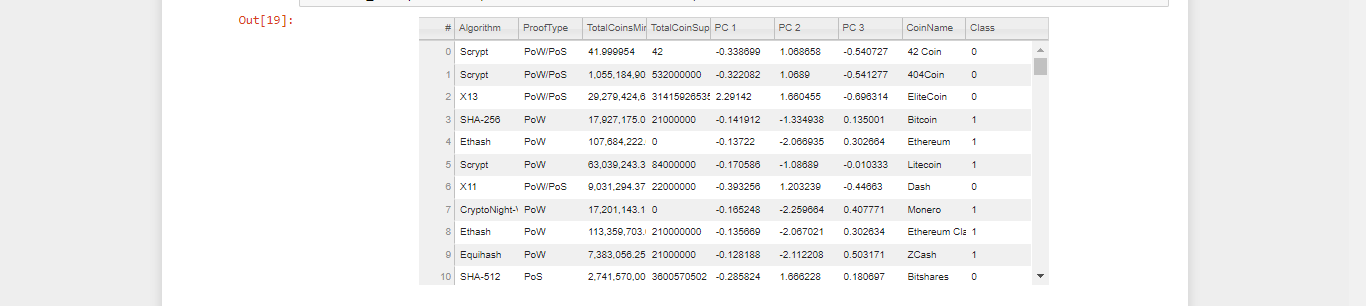 Out[19]:
# Algorithm ProofType TotalCoinsMin TotalCoinSup PC 1 PC 2 PC 3 CoinName Class
0 Scrypt PoW/PoS 41.999954 42 -0.338699 1.068658 -0.540727 42 Coin 0
1 Scrypt PoW/PoS 1,055,184,90 532000000 -0.322082 1.0689 -0.541277 404Coin 0
2 X13 PoW/PoS 29,279,424,6 31415926535 2.29142 1.660455 -0.696314 EliteCoin 0
3 SHA-256 PoW 17,927,175.0 21000000 -0.141912 -1.334938 0.135001 Bitcoin 1
4 Ethash PoW 107,684,222. 0 -0.13722 -2.066935 0.302664 Ethereum 1
5 Scrypt PoW 63,039,243.3 84000000 -0.170586 -1.08689 -0.010333 Litecoin 1
6 X11 PoW/PoS 9,031,294.37 22000000 -0.393256 1.203239 -0.44663 Dash 0
7 CryptoNight-V PoW 17,201,143.1 0 -0.165248 -2.259664 0.407771 Monero 1
8 Ethash PoW 113,359,703. 210000000 -0.135669 -2.067021 0.302634 Ethereum Cla 1
9 Equihash PoW 7,383,056.25 21000000 -0.128188 -2.112208 0.503171 ZCash 1
10 SHA-512 PoS 2,741,570,00 3600570502 -0.285824 1.666228 0.180697 Bitshares 0